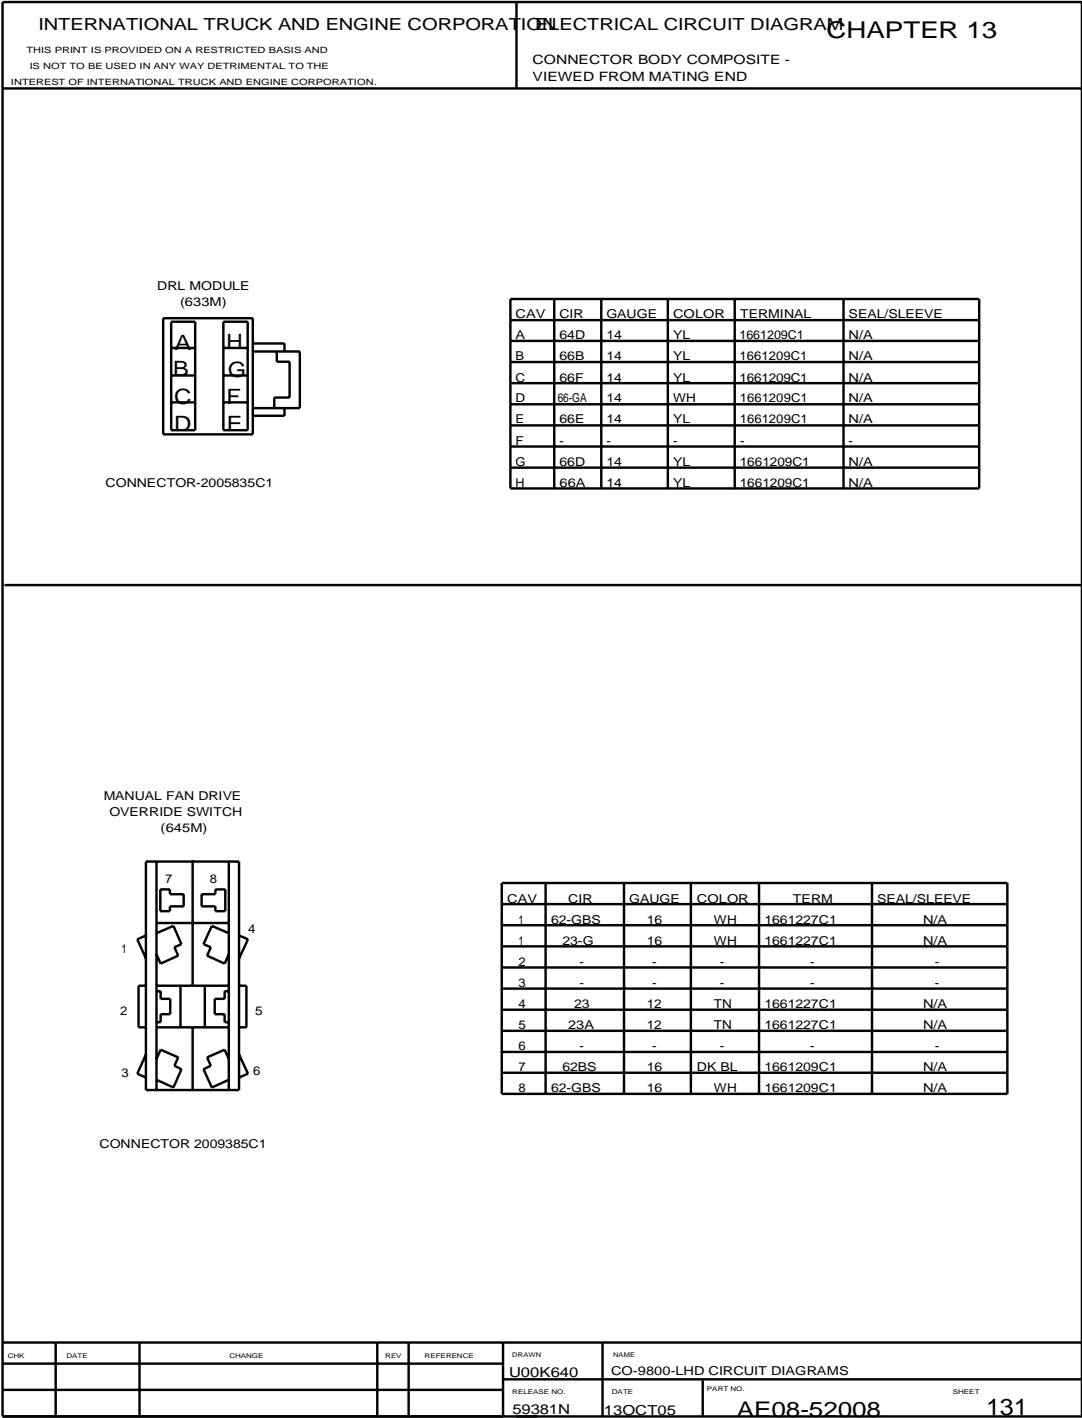 INTERNATIONAL TRUCK AND ENGINE CORPORATION
THIS PRINT IS PROVIDED ON A RESTRICTED BASIS AND
IS NOT TO BE USED IN ANY WAY DETRIMENTAL TO THE
INTEREST OF INTERNATIONAL TRUCK AND ENGINE CORPORATION.
ELECTRICAL CIRCUIT DIAGRAM
CHAPTER 13
CONNECTOR BODY COMPOSITE -
VIEWED FROM MATING END
DRL MODULE
(633M)
A H
B G
C F
D E
CONNECTOR-2005835C1
CAV CIR GAUGE COLOR TERMINAL SEAL/SLEEVE
A 64D 14 YL 1661209C1 N/A
B 66B 14 YL 1661209C1 N/A
C 66F 14 YL 1661209C1 N/A
D 66-GA 14 WH 1661209C1 N/A
E 66E 14 YL 1661209C1 N/A
F - - - - -
G 66D 14 YL 1661209C1 N/A
H 66A 14 YL 1661209C1 N/A
MANUAL FAN DRIVE
OVERRIDE SWITCH
(645M)
7 8
1 4
2 5
3 6
CONNECTOR 2009385C1
CAV CIR GAUGE COLOR TERM SEAL/SLEEVE
1 62-GBS 16 WH 1661227C1 N/A
1 23-G 16 WH 1661227C1 N/A
2 - - - - -
3 - - - - -
4 23 12 TN 1661227C1 N/A
5 23A 12 TN 1661227C1 N/A
6 - - - - -
7 62BS 16 DK BL 1661209C1 N/A
8 62-GBS 16 WH 1661209C1 N/A
CHK DATE CHANGE REV REFERENCE
DRAWN
U00K640
NAME
CO-9800-LHD CIRCUIT DIAGRAMS
RELEASE NO.
59381N
DATE
13OCT05
PART NO.
AE08-52008
SHEET
131